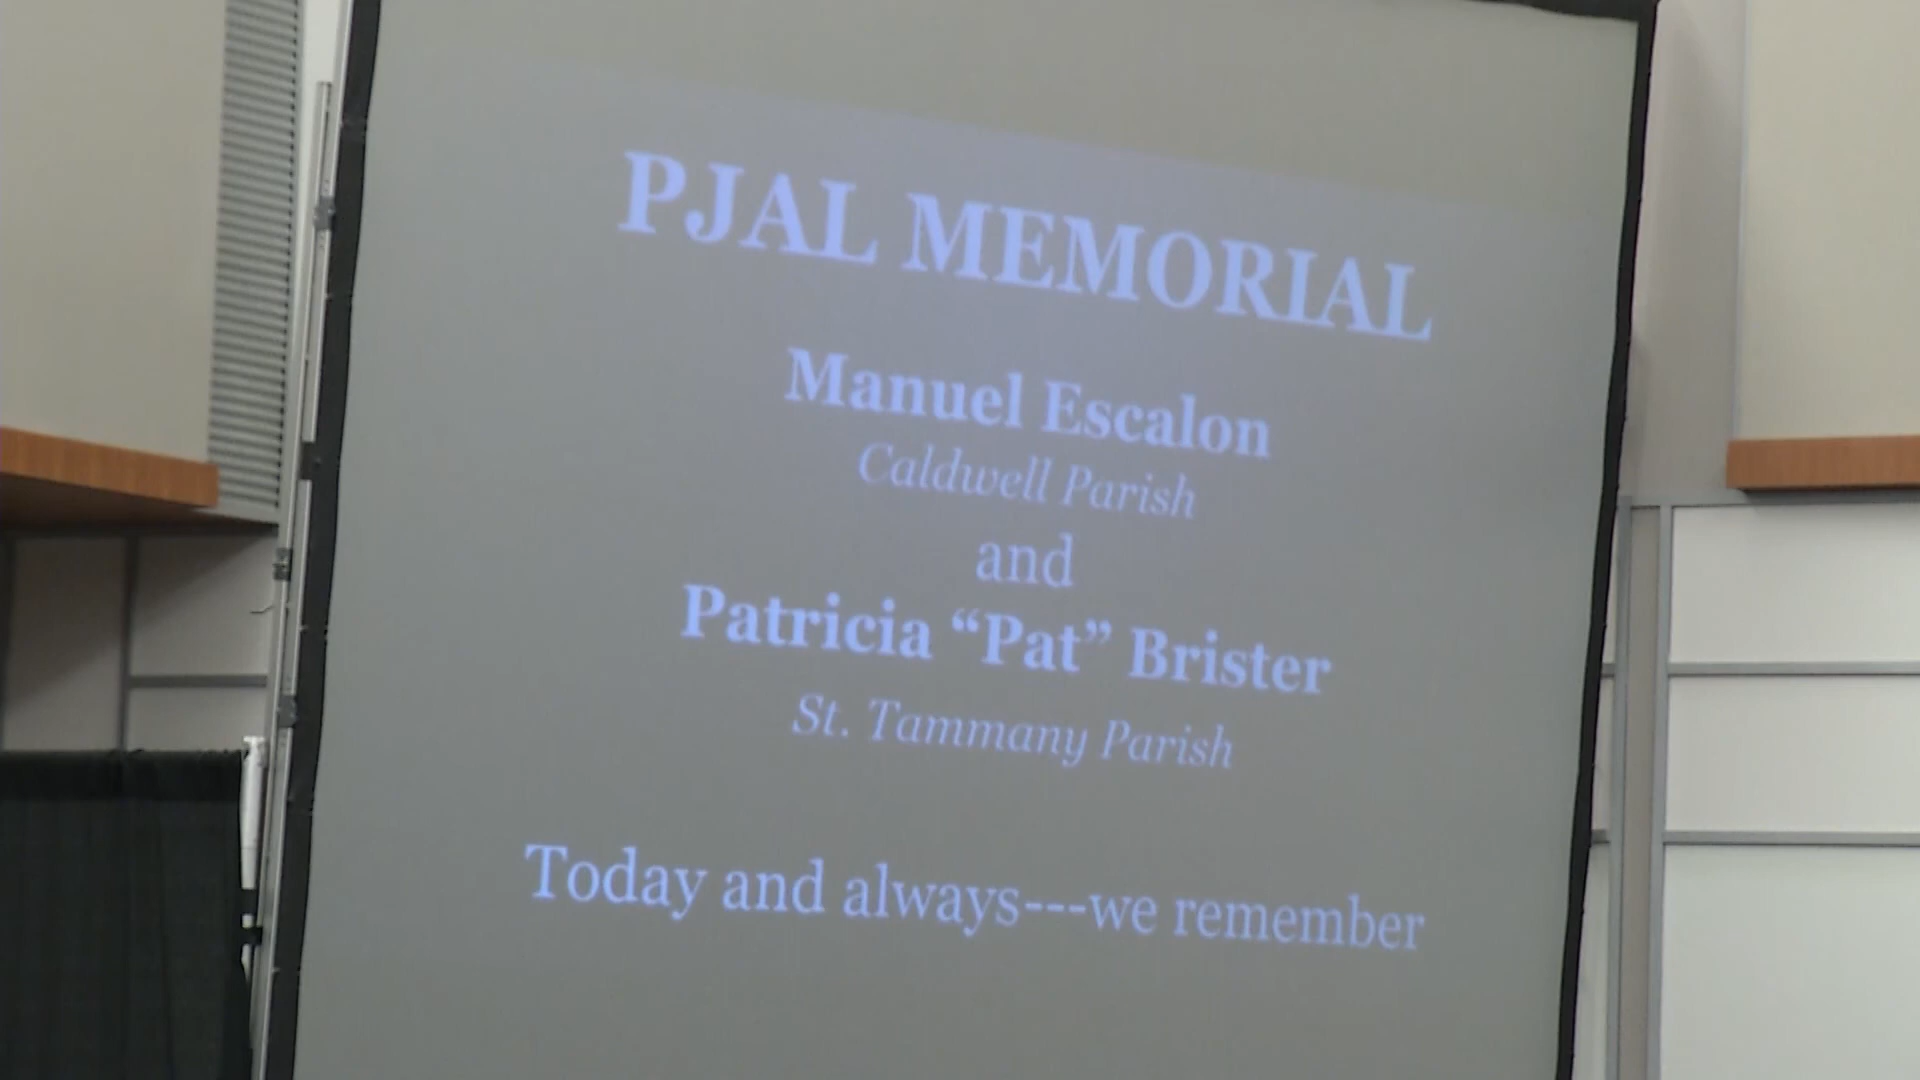 PJAL MEMORIAL
Manuel Escalon
Caldwell Parish
and
Patricia “Pat” Brister
St. Tammany Parish
Today and always---we remember